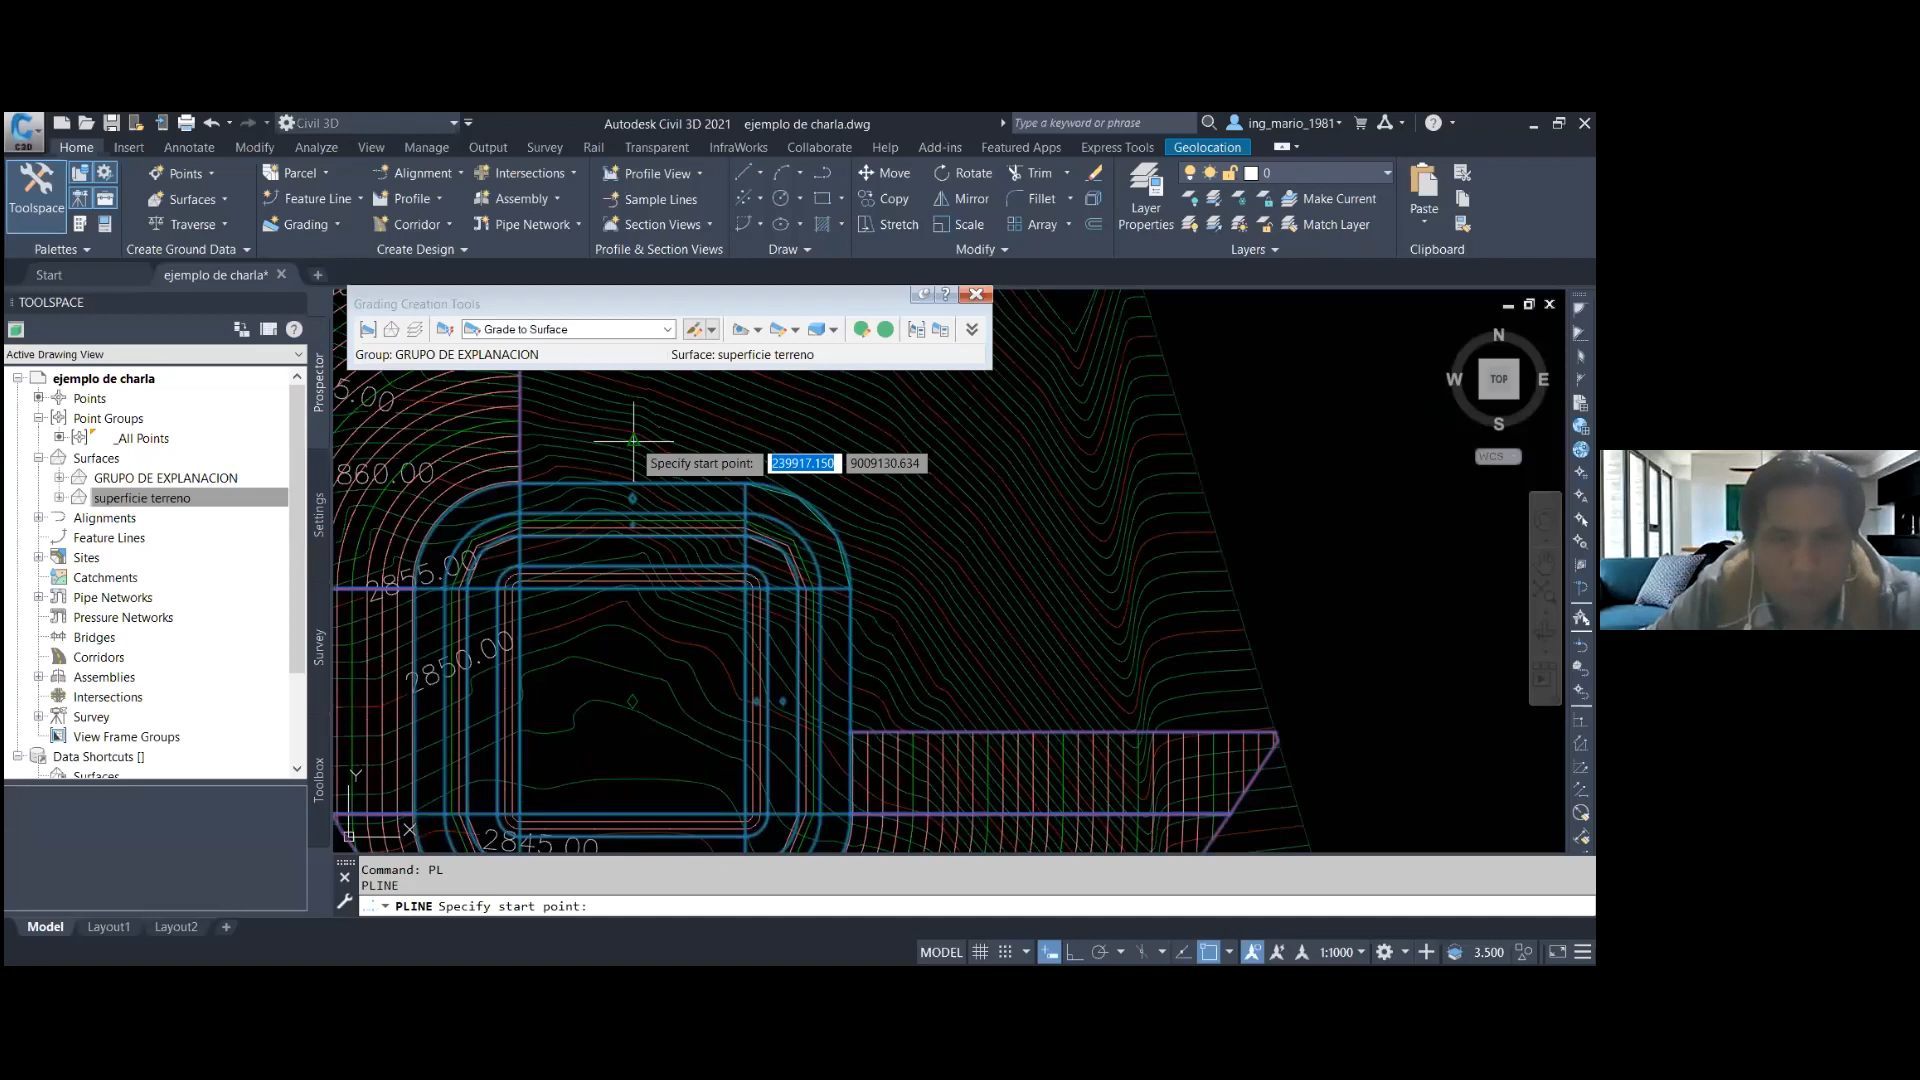 Civil 3D
Autodesk Civil 3D 2021 ejemplo de charla.dwg
Type a keyword or phrase
ing_mario_1981
C3D
Home Insert Annotate Modify Analyze View Manage Output Survey Rail Transparent InfraWorks Collaborate Help Add-ins Featured Apps Express Tools Geolocation
Toolspace
Points
Surfaces
Traverse
Parcel
Feature Line
Grading
Alignment
Profile
Corridor
Intersections
Assembly
Pipe Network
Profile View
Sample Lines
Section Views
Move
Copy
Stretch
Rotate
Mirror
Scale
Trim
Fillet
Array
Layer
Properties
0
Make Current
Match Layer
Paste
Palettes
Create Ground Data
Create Design
Profile & Section Views
Draw
Modify
Layers
Clipboard
Start
ejemplo de charla*
TOOLSPACE
Active Drawing View
ejemplo de charla
Points
Point Groups
_All Points
Surfaces
GRUPO DE EXPLANACION
superficie terreno
Alignments
Feature Lines
Sites
Catchments
Pipe Networks
Pressure Networks
Bridges
Corridors
Assemblies
Intersections
Survey
View Frame Groups
Data Shortcuts []
Surfaces
Prospector
Settings
Survey
Toolbox
Grading Creation Tools
Grade to Surface
Group: GRUPO DE EXPLANACION
Surface: superficie terreno
5.00
860.00
2855.00
2850.00
2845.00
Specify start point: 239917.150 9009130.634
N
W TOP E
S
WCS
Y
X
Command: PL
PLINE
PLINE Specify start point:
Model Layout1 Layout2
MODEL
1:1000
3.500